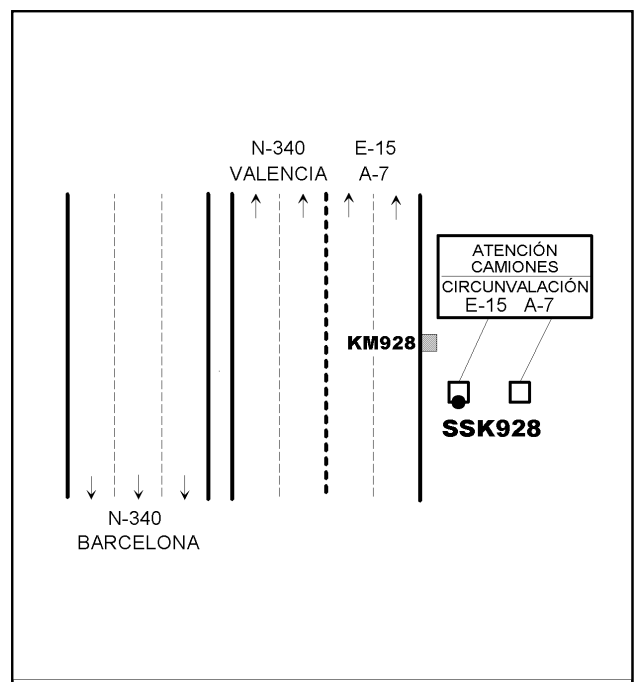 N-340
VALENCIA
E-15
A-7
ATENCIÓN
CAMIONES
CIRCUNVALACIÓN
E-15 A-7
KM928
SSK928
N-340
BARCELONA